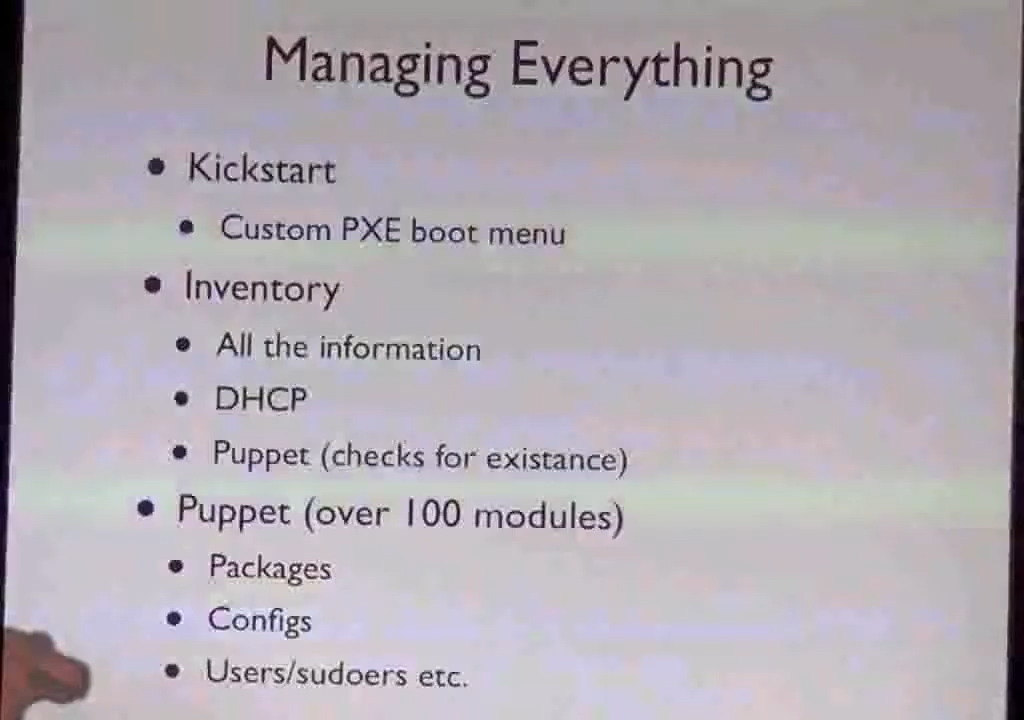 Managing Everything
• Kickstart
• Custom PXE boot menu
• Inventory
• All the information
• DHCP
• Puppet (checks for existance)
• Puppet (over 100 modules)
• Packages
• Configs
• Users/sudoers etc.